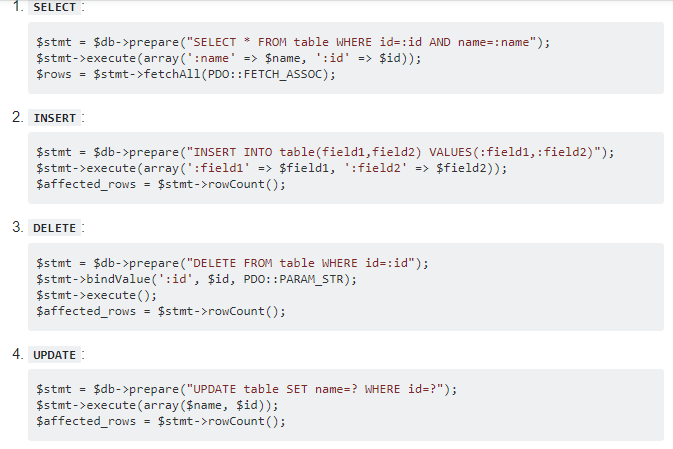 1. SELECT :
$stmt = $db->prepare("SELECT * FROM table WHERE id=:id AND name=:name");
$stmt->execute(array(':name' => $name, ':id' => $id));
$rows = $stmt->fetchAll(PDO::FETCH_ASSOC);
2. INSERT :
$stmt = $db->prepare("INSERT INTO table(field1,field2) VALUES(:field1,:field2)");
$stmt->execute(array(':field1' => $field1, ':field2' => $field2));
$affected_rows = $stmt->rowCount();
3. DELETE :
$stmt = $db->prepare("DELETE FROM table WHERE id=:id");
$stmt->bindValue(':id', $id, PDO::PARAM_STR);
$stmt->execute();
$affected_rows = $stmt->rowCount();
4. UPDATE :
$stmt = $db->prepare("UPDATE table SET name=? WHERE id=?");
$stmt->execute(array($name, $id));
$affected_rows = $stmt->rowCount();